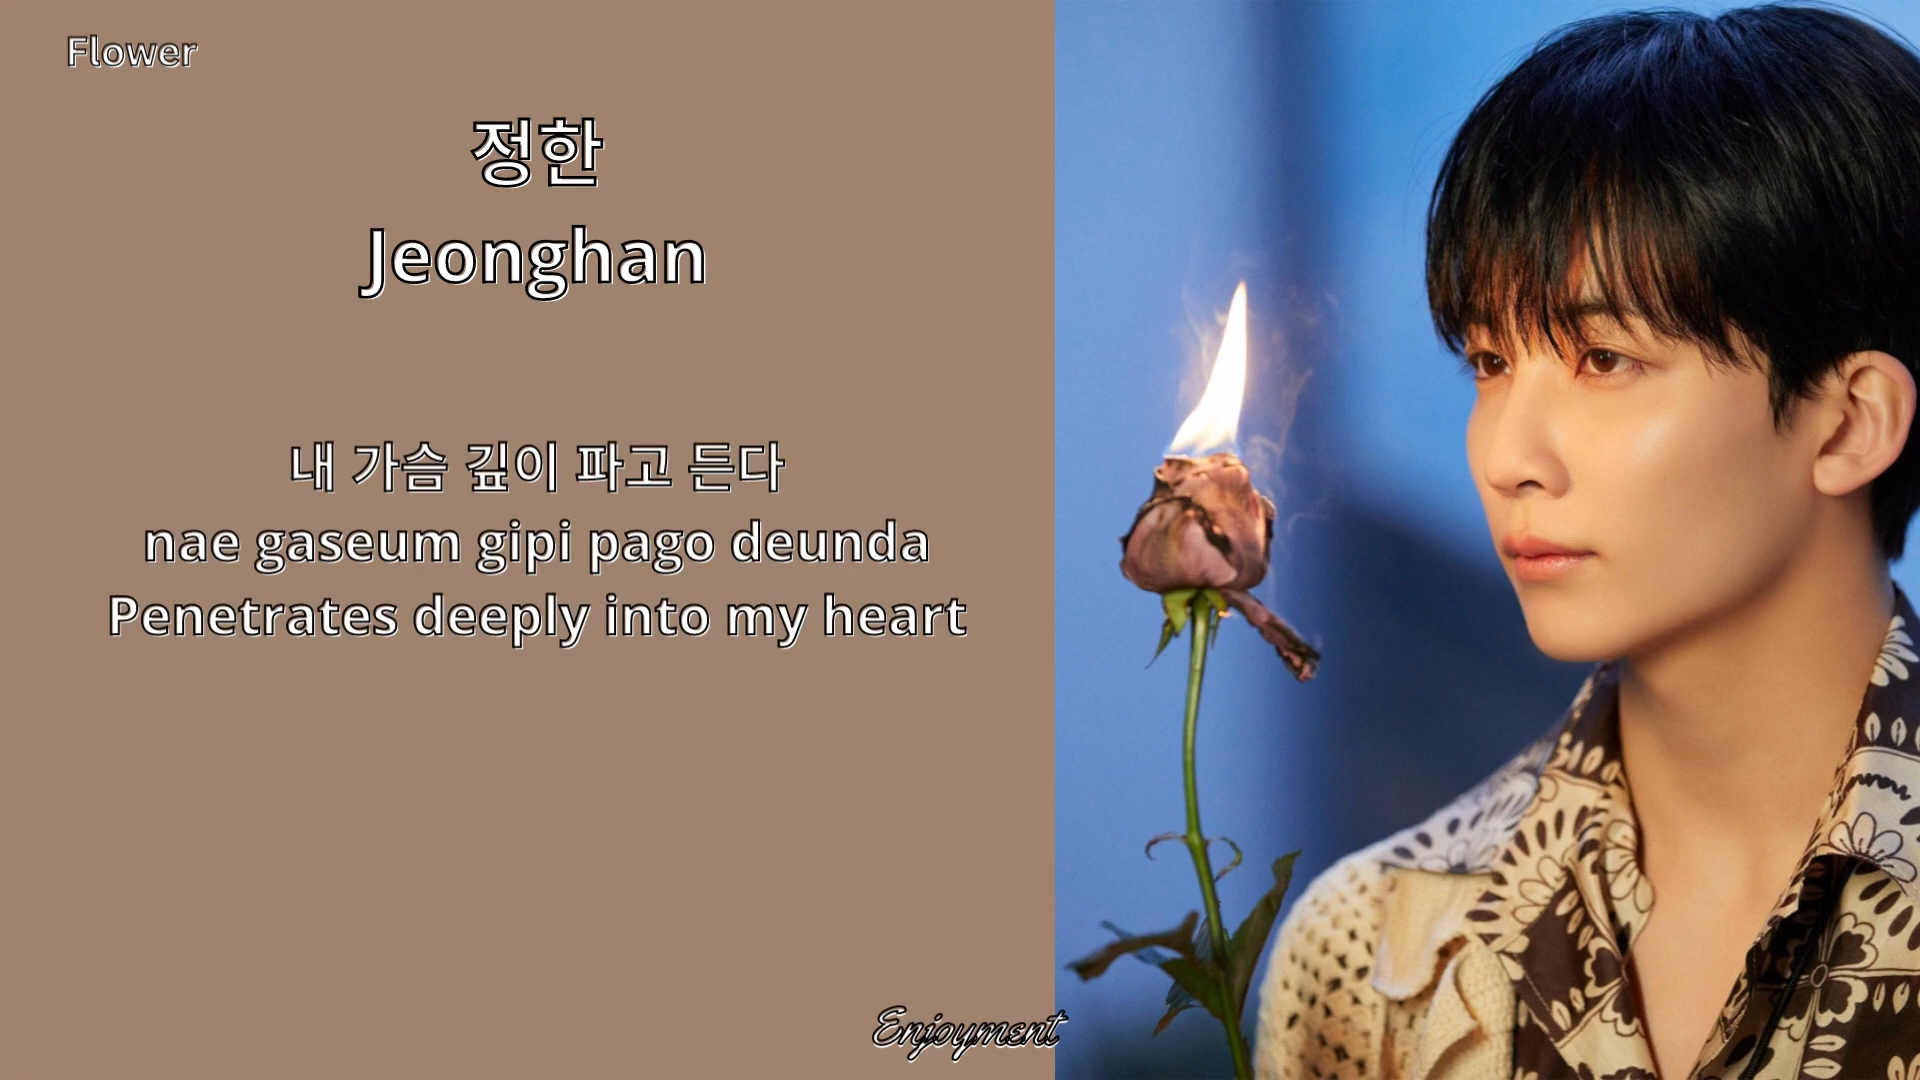 Flower
정한
Jeonghan
내 가슴 깊이 파고 든다
nae gaseum gipi pago deunda
Penetrates deeply into my heart
Enjoyment